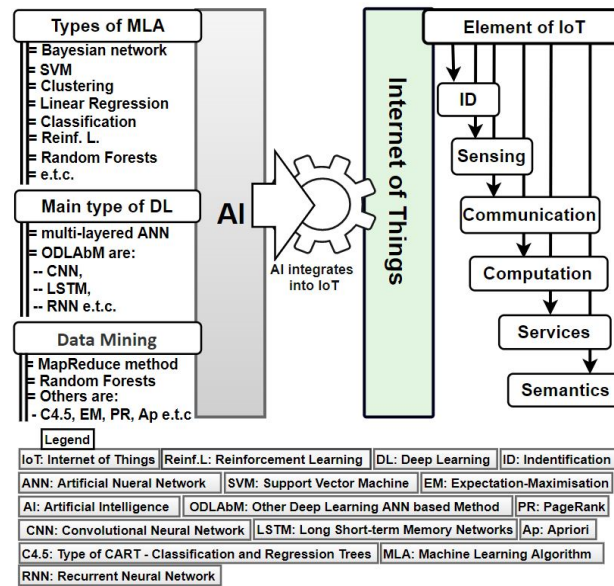 Types of MLA
= Bayesian network
= SVM
= Clustering
= Linear Regression
= Classification
= Reinf. L.
= Random Forests
= e.t.c.
Main type of DL
= multi-layered ANN
= ODLAbM are:
-- CNN,
-- LSTM,
-- RNN e.t.c.
Data Mining
= MapReduce method
= Random Forests
= Others are:
- C4.5, EM, PR, Ap e.t.c
AI
AI integrates
into IoT
Internet of Things
Element of IoT
ID
Sensing
Communication
Computation
Services
Semantics
Legend
IoT: Internet of Things
Reinf.L: Reinforcement Learning
DL: Deep Learning
ID: Indentification
ANN: Artificial Nueral Network
SVM: Support Vector Machine
EM: Expectation-Maximisation
AI: Artificial Intelligence
ODLAbM: Other Deep Learning ANN based Method
PR: PageRank
CNN: Convolutional Neural Network
LSTM: Long Short-term Memory Networks
Ap: Apriori
C4.5: Type of CART - Classification and Regression Trees
MLA: Machine Learning Algorithm
RNN: Recurrent Neural Network